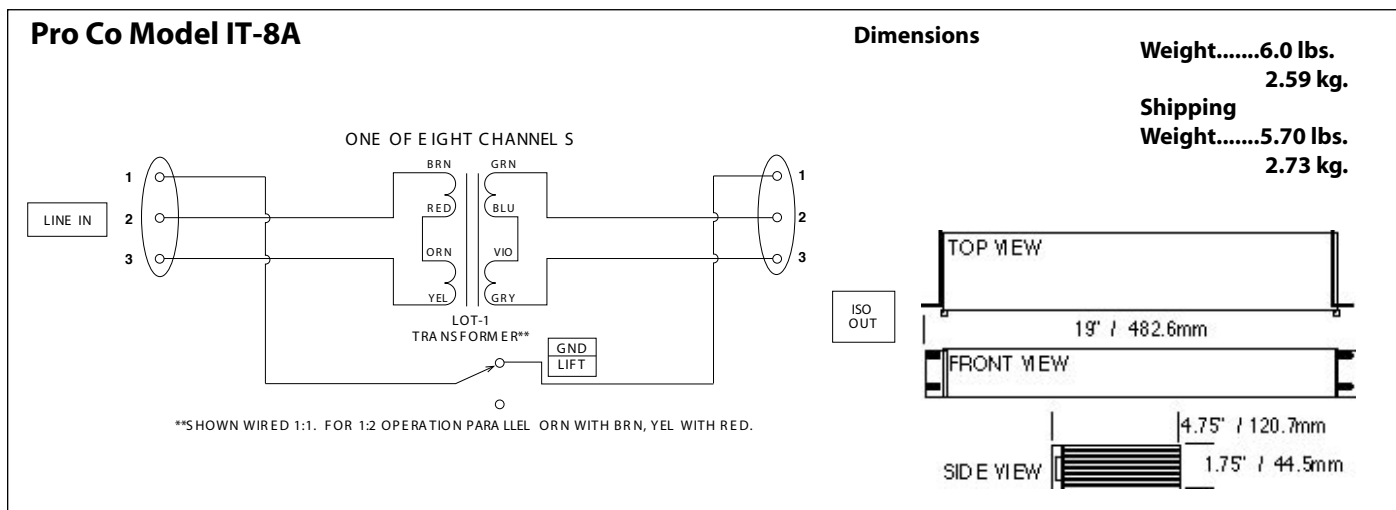 Pro Co Model IT-8A
Dimensions
Weight.......6.0 lbs.
2.59 kg.
Shipping
Weight.......5.70 lbs.
2.73 kg.
ONE OF EIGHT CHANNELS
BRN GRN
1 1
RED BLU
LINE IN 2 2
ORN VIO
3 3
YEL GRY
LOT-1
TRANSFORMER**
GND
LIFT
**SHOWN WIRED 1:1. FOR 1:2 OPERATION PARALLEL ORN WITH BRN, YEL WITH RED.
ISO
OUT
TOP VIEW
19" / 482.6mm
FRONT VIEW
4.75" / 120.7mm
SIDE VIEW
1.75" / 44.5mm